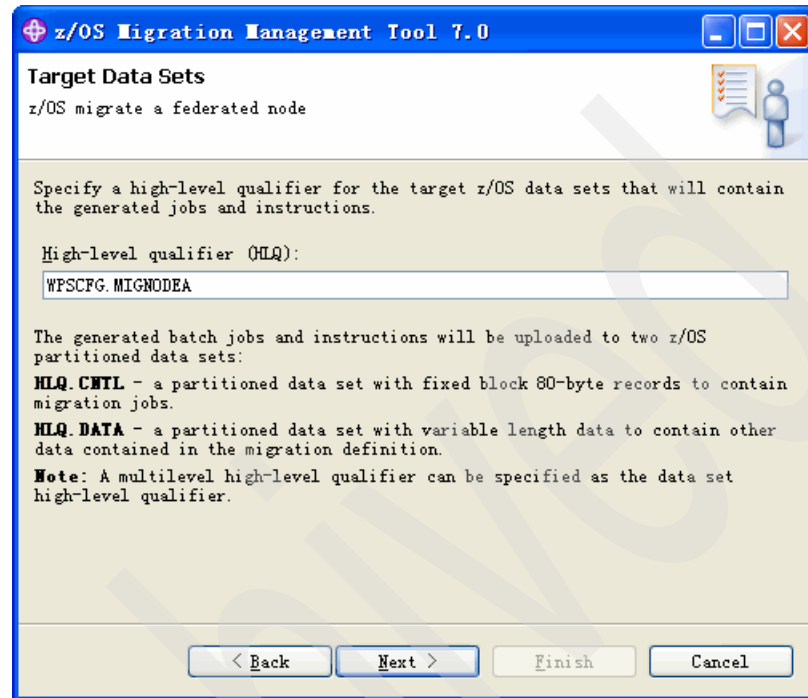 z/OS Migration Management Tool 7.0
Target Data Sets
z/OS migrate a federated node
Specify a high-level qualifier for the target z/OS data sets that will contain
the generated jobs and instructions.
High-level qualifier (HLQ):
WPSCFG.MIGNODEA
The generated batch jobs and instructions will be uploaded to two z/OS
partitioned data sets:
HLQ.CNTL - a partitioned data set with fixed block 80-byte records to contain
migration jobs.
HLQ.DATA - a partitioned data set with variable length data to contain other
data contained in the migration definition.
Note: A multilevel high-level qualifier can be specified as the data set
high-level qualifier.
< Back Next > Finish Cancel